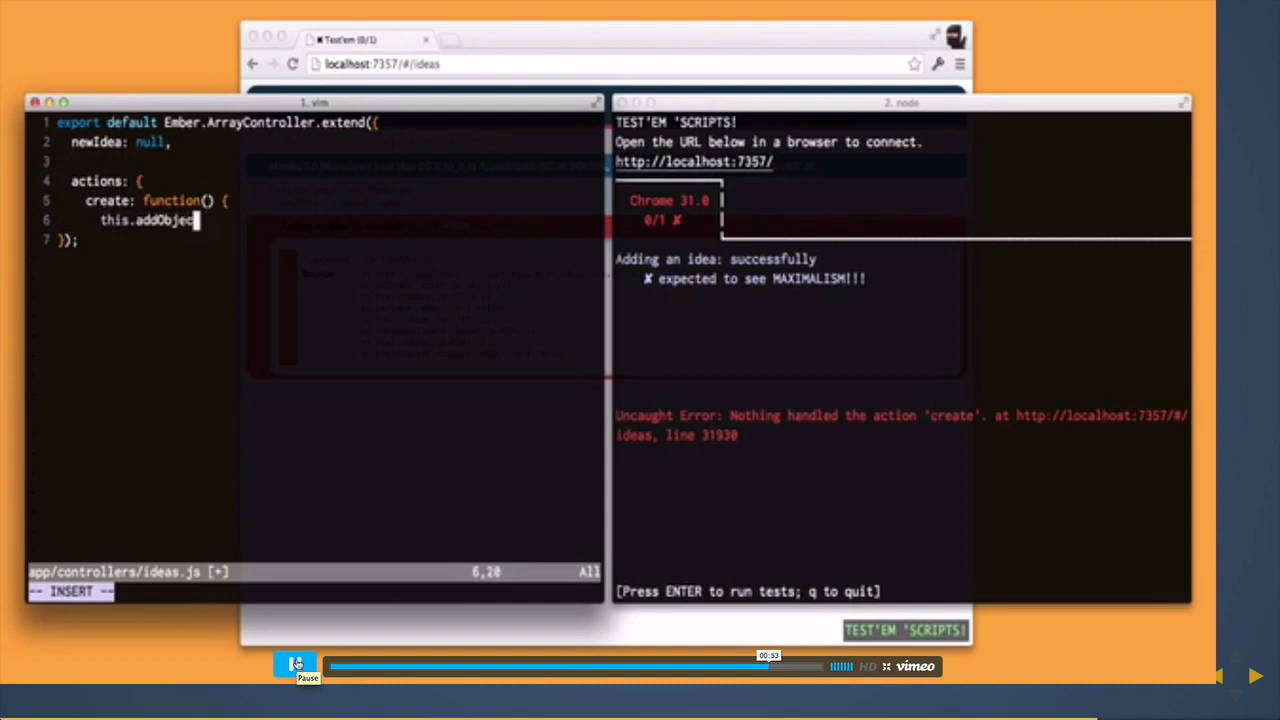 Test'em (0/1)
localhost:7357/#/ideas
1. vim
1 export default Ember.ArrayController.extend({
2 newIdea: null,
3
4 actions: {
5 create: function() {
6 this.addObjec
7 });
app/controllers/ideas.js [+] 6,20 All
-- INSERT --
2. node
TEST'EM 'SCRIPTS!
Open the URL below in a browser to connect.
http://localhost:7357/
Chrome 31.0
0/1 ✘
Adding an idea: successfully
✘ expected to see MAXIMALISM!!!
Uncaught Error: Nothing handled the action 'create'. at http://localhost:7357/#/
ideas, line 31930
[Press ENTER to run tests; q to quit]
TEST'EM 'SCRIPTS!
00:53
HD vimeo
Pause